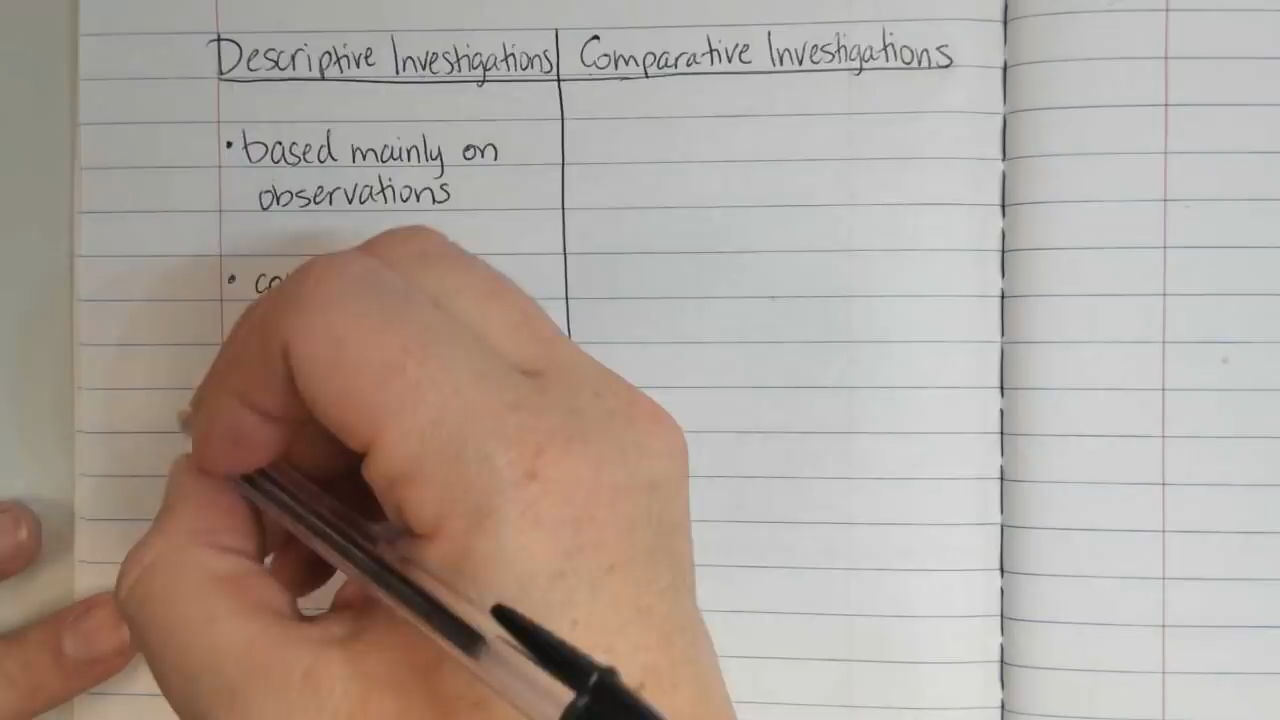 Descriptive Investigations
Comparative Investigations
• based mainly on
observations
•